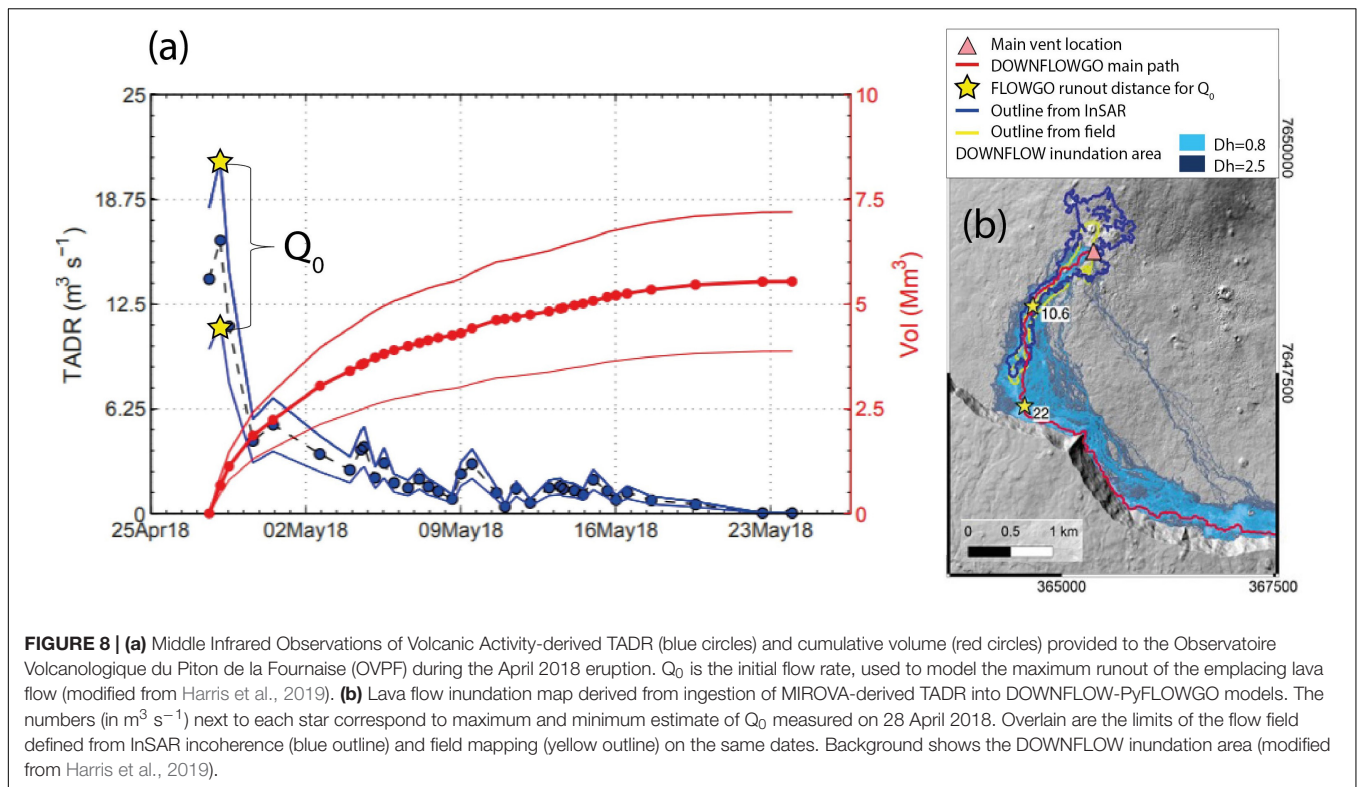 (a)
25
18.75
12.5
6.25
0
TADR (m³ s⁻¹)
Q₀
10
7.5
5
2.5
0
Vol (Mm³)
25Apr18
02May18
09May18
16May18
23May18
Main vent location
DOWNFLOWGO main path
FLOWGO runout distance for Q₀
Outline from InSAR
Outline from field
DOWNFLOW inundation area
Dh=0.8
Dh=2.5
(b)
10.6
22
0 0.5 1 km
7650000
7647500
365000
367500
FIGURE 8 | (a) Middle Infrared Observations of Volcanic Activity-derived TADR (blue circles) and cumulative volume (red circles) provided to the Observatoire
Volcanologique du Piton de la Fournaise (OVPF) during the April 2018 eruption. Q₀ is the initial flow rate, used to model the maximum runout of the emplacing lava
flow (modified from Harris et al., 2019). (b) Lava flow inundation map derived from ingestion of MIROVA-derived TADR into DOWNFLOW-PyFLOWGO models. The
numbers (in m³ s⁻¹) next to each star correspond to maximum and minimum estimate of Q₀ measured on 28 April 2018. Overlain are the limits of the flow field
defined from InSAR incoherence (blue outline) and field mapping (yellow outline) on the same dates. Background shows the DOWNFLOW inundation area (modified
from Harris et al., 2019).